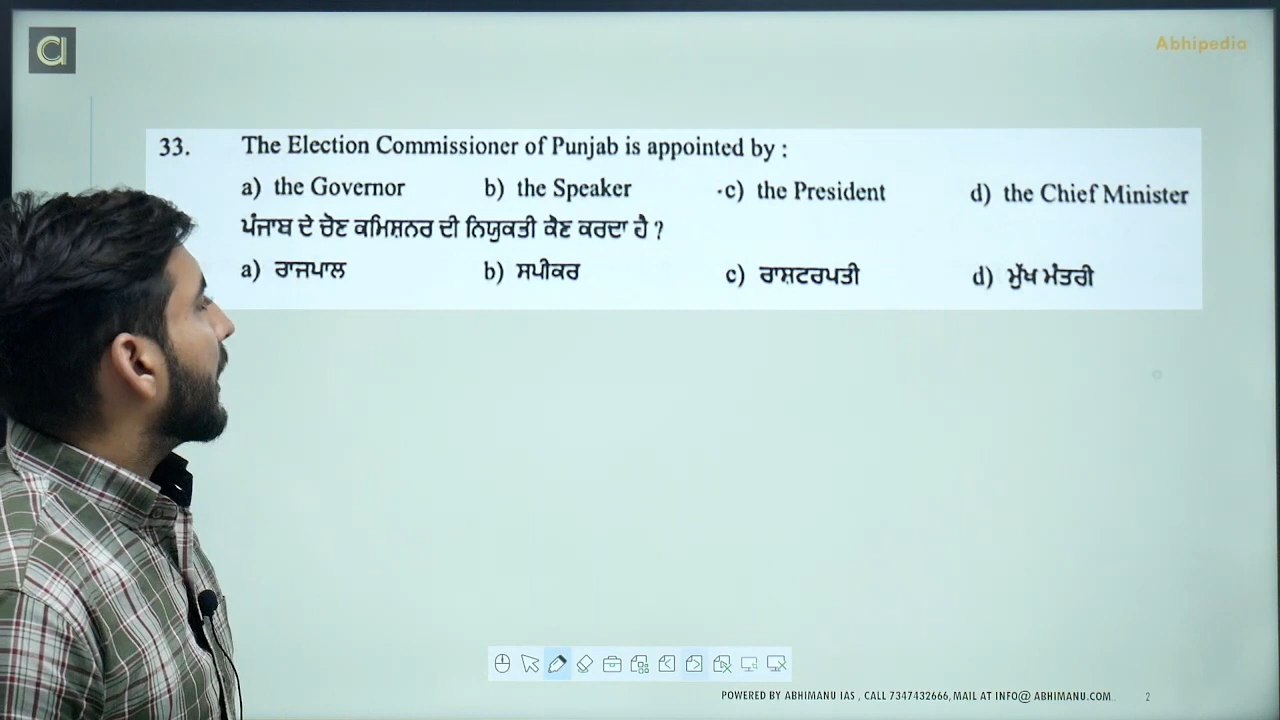 Abhipedia
33. The Election Commissioner of Punjab is appointed by :
a) the Governor b) the Speaker c) the President d) the Chief Minister
ਪੰਜਾਬ ਦੇ ਚੋਣ ਕਮਿਸ਼ਨਰ ਦੀ ਨਿਯੁਕਤੀ ਕੌਣ ਕਰਦਾ ਹੈ ?
a) ਰਾਜਪਾਲ b) ਸਪੀਕਰ c) ਰਾਸ਼ਟਰਪਤੀ d) ਮੁੱਖ ਮੰਤਰੀ
POWERED BY ABHIMANU IAS , CALL 7347432666, MAIL AT INFO@ ABHIMANU.COM 2